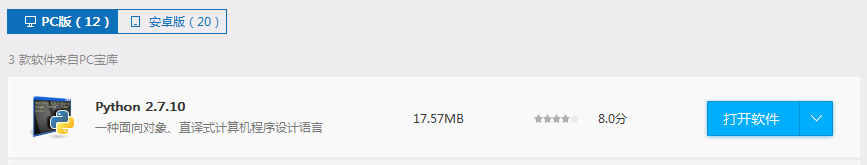 PC版（12）
安卓版（20）
3 款软件来自PC宝库
Python 2.7.10
一种面向对象、直译式计算机程序设计语言
17.57MB
8.0分
打开软件